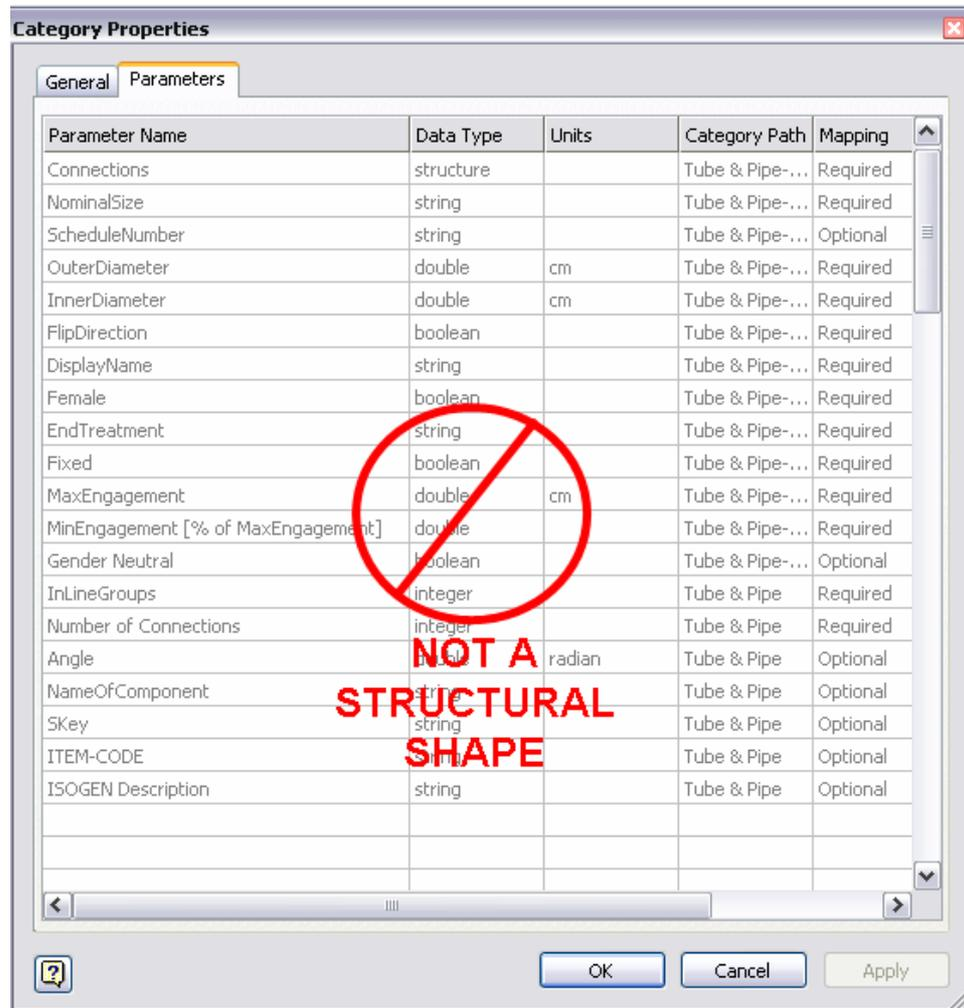 Category Properties
General Parameters
Parameter Name Data Type Units Category Path Mapping
Connections structure Tube & Pipe-... Required
NominalSize string Tube & Pipe-... Required
ScheduleNumber string Tube & Pipe-... Optional
OuterDiameter double cm Tube & Pipe-... Required
InnerDiameter double cm Tube & Pipe-... Required
FlipDirection boolean Tube & Pipe-... Required
DisplayName string Tube & Pipe-... Required
Female boolean Tube & Pipe-... Required
EndTreatment string Tube & Pipe-... Required
Fixed boolean Tube & Pipe-... Required
MaxEngagement double cm Tube & Pipe-... Required
MinEngagement [% of MaxEngagement] double Tube & Pipe-... Required
Gender Neutral boolean Tube & Pipe-... Optional
InLineGroups integer Tube & Pipe Required
Number of Connections integer Tube & Pipe Required
Angle double radian Tube & Pipe Optional
NameOfComponent string Tube & Pipe Optional
SKey string Tube & Pipe Optional
ITEM-CODE string Tube & Pipe Optional
ISOGEN Description string Tube & Pipe Optional
NOT A
STRUCTURAL
SHAPE
OK Cancel Apply